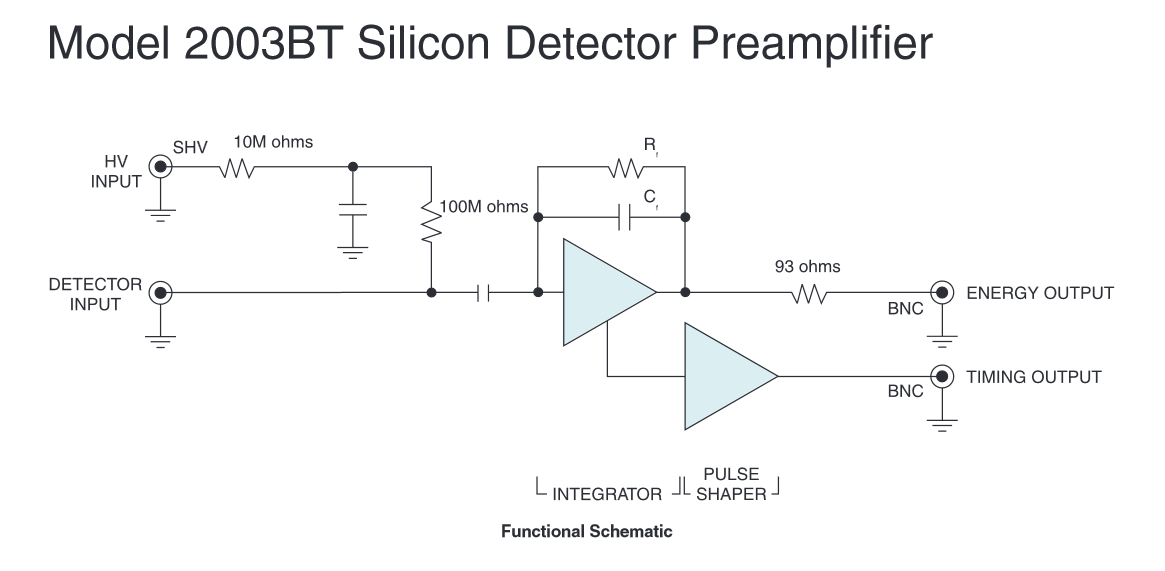 Model 2003BT Silicon Detector Preamplifier
SHV
10M ohms
HV
INPUT
R
f
C
f
100M ohms
DETECTOR
INPUT
93 ohms
ENERGY OUTPUT
BNC
TIMING OUTPUT
BNC
PULSE
INTEGRATOR
SHAPER
Functional Schematic